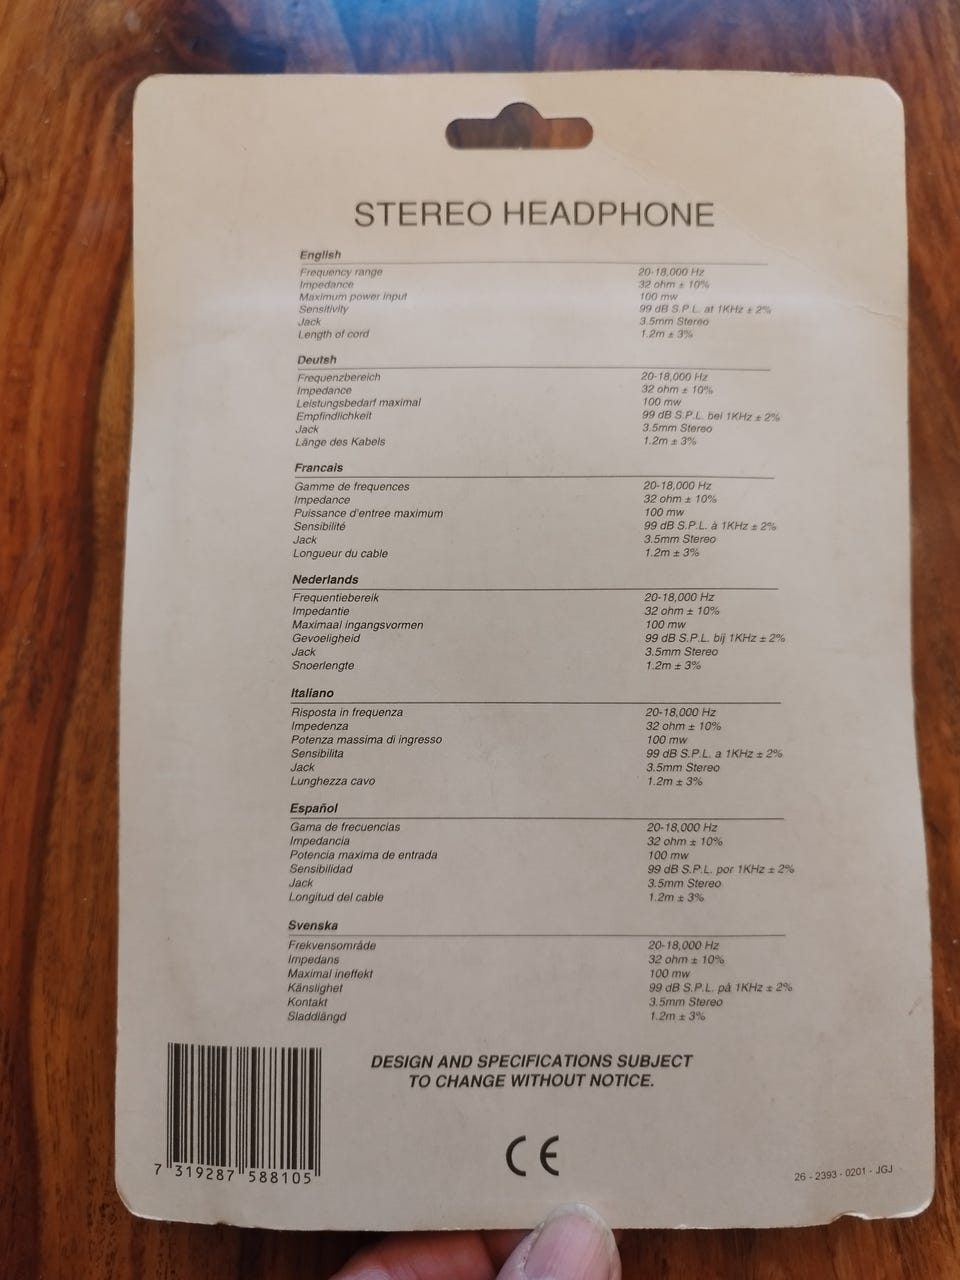 STEREO HEADPHONE
English
Frequency range 20-18,000 Hz
Impedance 32 ohm ± 10%
Maximum power input 100 mw
Sensitivity 99 dB S.P.L. at 1KHz ± 2%
Jack 3.5mm Stereo
Length of cord 1.2m ± 3%
Deutsh
Frequenzbereich 20-18,000 Hz
Impedance 32 ohm ± 10%
Leistungsbedarf maximal 100 mw
Empfindlichkeit 99 dB S.P.L. bei 1KHz ± 2%
Jack 3.5mm Stereo
Länge des Kabels 1.2m ± 3%
Francais
Gamme de frequences 20-18,000 Hz
Impedance 32 ohm ± 10%
Puissance d'entree maximum 100 mw
Sensibilité 99 dB S.P.L. à 1KHz ± 2%
Jack 3.5mm Stereo
Longueur du cable 1.2m ± 3%
Nederlands
Frequentiebereik 20-18,000 Hz
Impedantie 32 ohm ± 10%
Maximaal ingangsvormen 100 mw
Gevoeligheid 99 dB S.P.L. bij 1KHz ± 2%
Jack 3.5mm Stereo
Snoerlengte 1.2m ± 3%
Italiano
Risposta in frequenza 20-18,000 Hz
Impedenza 32 ohm ± 10%
Potenza massima di ingresso 100 mw
Sensibilita 99 dB S.P.L. a 1KHz ± 2%
Jack 3.5mm Stereo
Lunghezza cavo 1.2m ± 3%
Español
Gama de frecuencias 20-18,000 Hz
Impedancia 32 ohm ± 10%
Potencia maxima de entrada 100 mw
Sensibilidad 99 dB S.P.L. por 1KHz ± 2%
Jack 3.5mm Stereo
Longitud del cable 1.2m ± 3%
Svenska
Frekvensområde 20-18,000 Hz
Impedans 32 ohm ± 10%
Maximal ineffekt 100 mw
Känslighet 99 dB S.P.L. på 1KHz ± 2%
Kontakt 3.5mm Stereo
Sladdlängd 1.2m ± 3%
DESIGN AND SPECIFICATIONS SUBJECT
TO CHANGE WITHOUT NOTICE.
7 319287 588105
CE
26 - 2393 - 0201 - JGJ